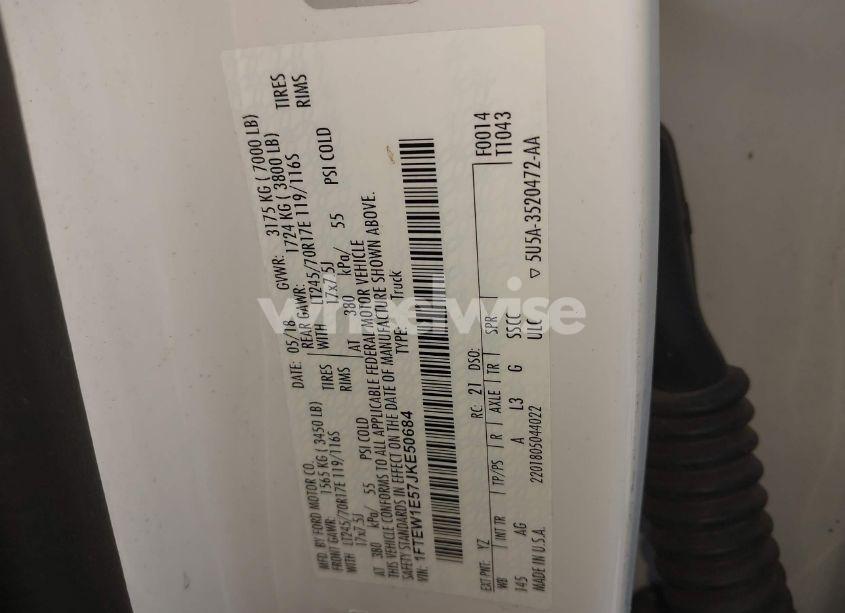 MFD. BY FORD MOTOR CO.
DATE: 05/18 GVWR: 3175 KG ( 7000 LB)
FRONT GAWR: 1565 KG ( 3450 LB)
REAR GAWR: 1724 KG ( 3800 LB)
LT245/70R17E 119/116S TIRES WITH LT245/70R17E 119/116S TIRES
17x7.5J RIMS 17x7.5J RIMS
AT 380 kPa/ 55 PSI COLD AT 380 kPa/ 55 PSI COLD
THIS VEHICLE CONFORMS TO ALL APPLICABLE FEDERAL MOTOR VEHICLE
SAFETY STANDARDS IN EFFECT ON THE DATE OF MANUFACTURE SHOWN ABOVE.
VIN: 1FTEW1E57JKE50684 TYPE: Truck
EXT PNT: YZ RC: 21 DSO: F0014
WB INT TR TP/PS R AXLE TR SPR T1043
145 AG A L3 G SSCC
MADE IN U.S.A. 2201805044022 ULC ▽ 5U5A-3520472-AA
wheelwise